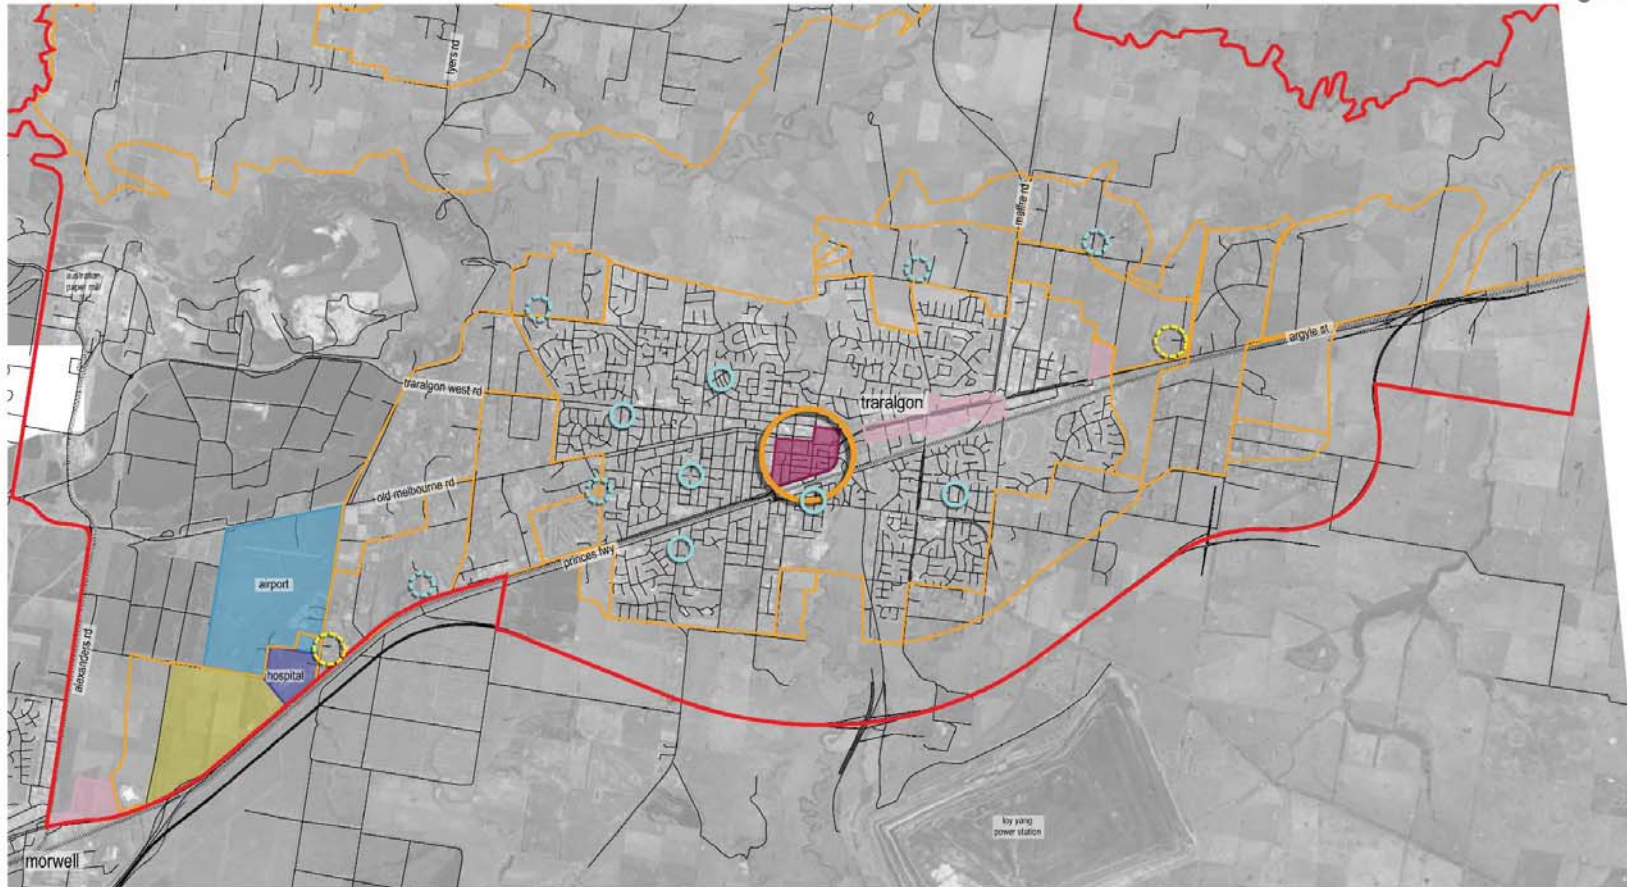 tyers rd
maffra rd
australian
paper mill
argyle st
traralgon west rd
traralgon
old melbourne rd
princes fwy
airport
alexanders rd
hospital
loy yang
power station
morwell